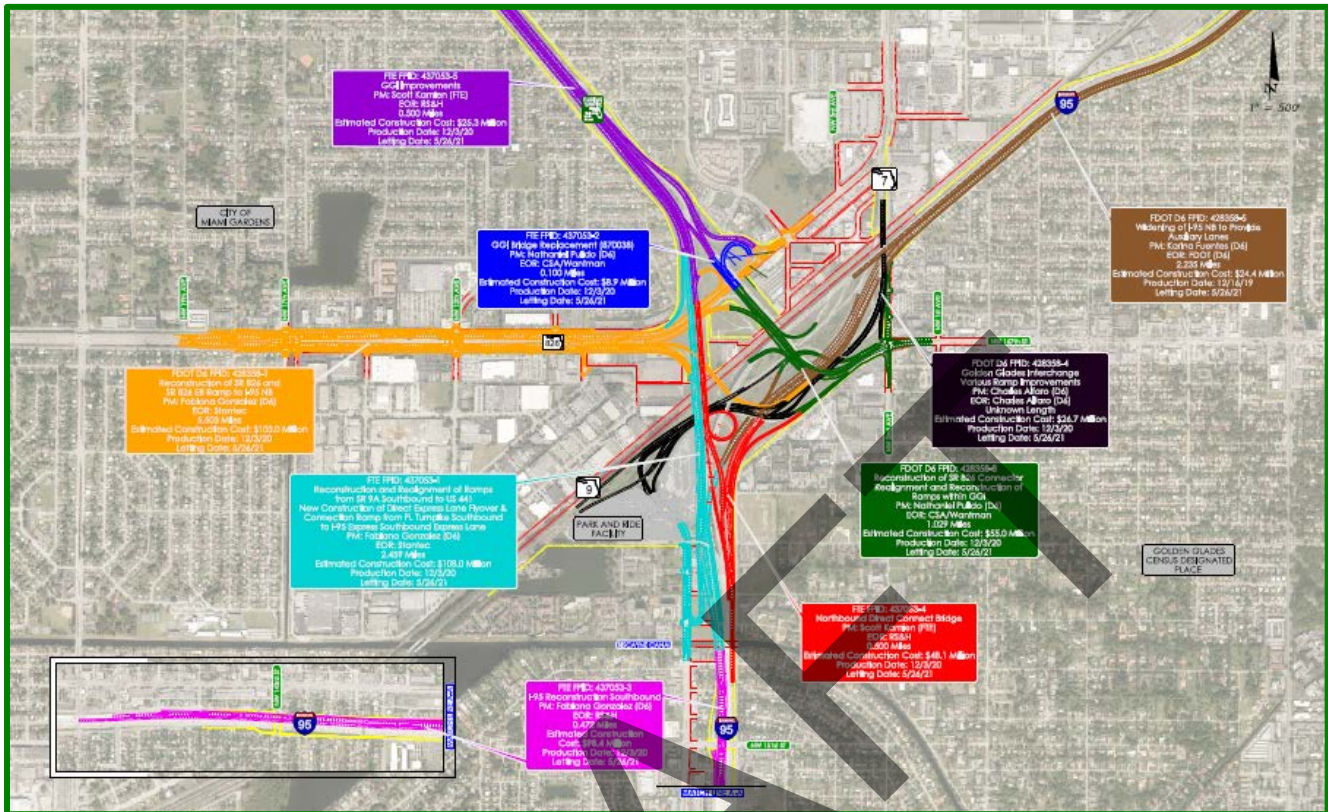 FTE FPID: 437053-5
GGI Improvements
PM: Scott Kamien (FTE)
EOR: RS&H
0.500 Miles
Estimated Construction Cost: $25.3 Million
Production Date: 12/3/20
Letting Date: 5/26/21
95
N
1" = 500'
7
CITY OF
MIAMI GARDENS
FTE FPID: 437053-2
GGI Bridge Replacement (870038)
PM: Nathaniel Pulido (D6)
EOR: CSA/Wantman
0.100 Miles
Estimated Construction Cost: $8.9 Million
Production Date: 12/3/20
Letting Date: 5/26/21
FDOT D6 FPID: 428358-5
Widening of I-95 NB to Provide
Auxiliary Lanes
PM: Karina Fuentes (D6)
EOR: FDOT (D6)
2.235 Miles
Estimated Construction Cost: $24.4 Million
Production Date: 12/16/19
Letting Date: 5/26/21
826
NW 167th ST
FDOT D6 FPID: 428358-1
Reconstruction of SR 826 and
SR 826 EB Ramp to I-95 NB
PM: Fabiana Gonzalez (D6)
EOR: Stantec
Estimated Construction Cost: $103.0 Million
Production Date: 12/3/20
Letting Date: 5/26/21
FDOT D6 FPID: 428358-4
Golden Glades Interchange
Various Ramp Improvements
PM: Charles Alfaro (D6)
EOR: Charles Alfaro (D6)
Unknown Length
Estimated Construction Cost: $26.7 Million
Production Date: 12/3/20
Letting Date: 5/26/21
FTE FPID: 437053-1
Reconstruction and Realignment of Ramps
from SR 9A Southbound to US 441
New Construction of Direct Express Lane Flyover &
Connection Ramp from FL Turnpike Southbound
to I-95 Express Southbound Express Lane
PM: Fabiana Gonzalez (D6)
EOR: Stantec
2.459 Miles
Estimated Construction Cost: $108.0 Million
Production Date: 12/3/20
Letting Date: 5/26/21
9
PARK AND RIDE
FACILITY
FDOT D6 FPID: 428358-6
Reconstruction of SR 826 Connector
Realignment and Reconstruction of
Ramps within GGI
PM: Nathaniel Pulido (D6)
EOR: CSA/Wantman
1.029 Miles
Estimated Construction Cost: $55.0 Million
Production Date: 12/3/20
Letting Date: 5/26/21
GOLDEN GLADES
CENSUS DESIGNATED
PLACE
FTE FPID: 437053-4
Northbound Direct Connect Bridge
PM: Scott Kamien (FTE)
EOR: RS&H
0.600 Miles
Estimated Construction Cost: $48.1 Million
Production Date: 12/3/20
Letting Date: 5/26/21
BISCAYNE CANAL
FTE FPID: 437053-3
I-95 Reconstruction Southbound
PM: Fabiana Gonzalez (D6)
EOR: RS&H
Estimated Construction
Cost: $28.4 Million
Production Date: 12/3/20
Letting Date: 5/26/21
95
95
NW 151st ST
MATCH-LINE A-A